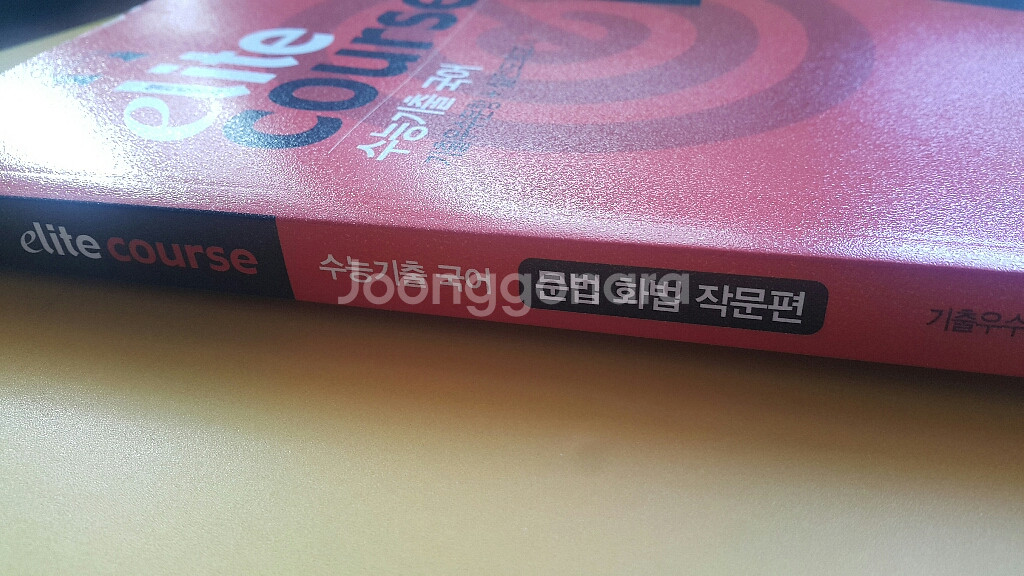 elite
course
수능기출 국어
elite course 수능기출 국어 문법 화법 작문편 기출우수
Joonggo